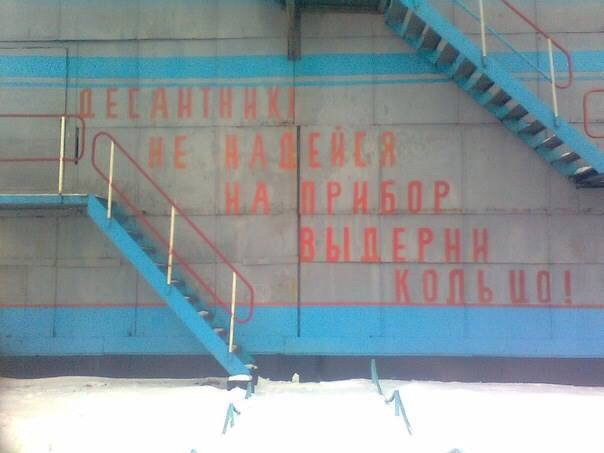 ДЕСАНТНИК!
НЕ НАДЕЙСЯ
НА ПРИБОР
ВЫДЕРНИ
КОЛЬЦО!